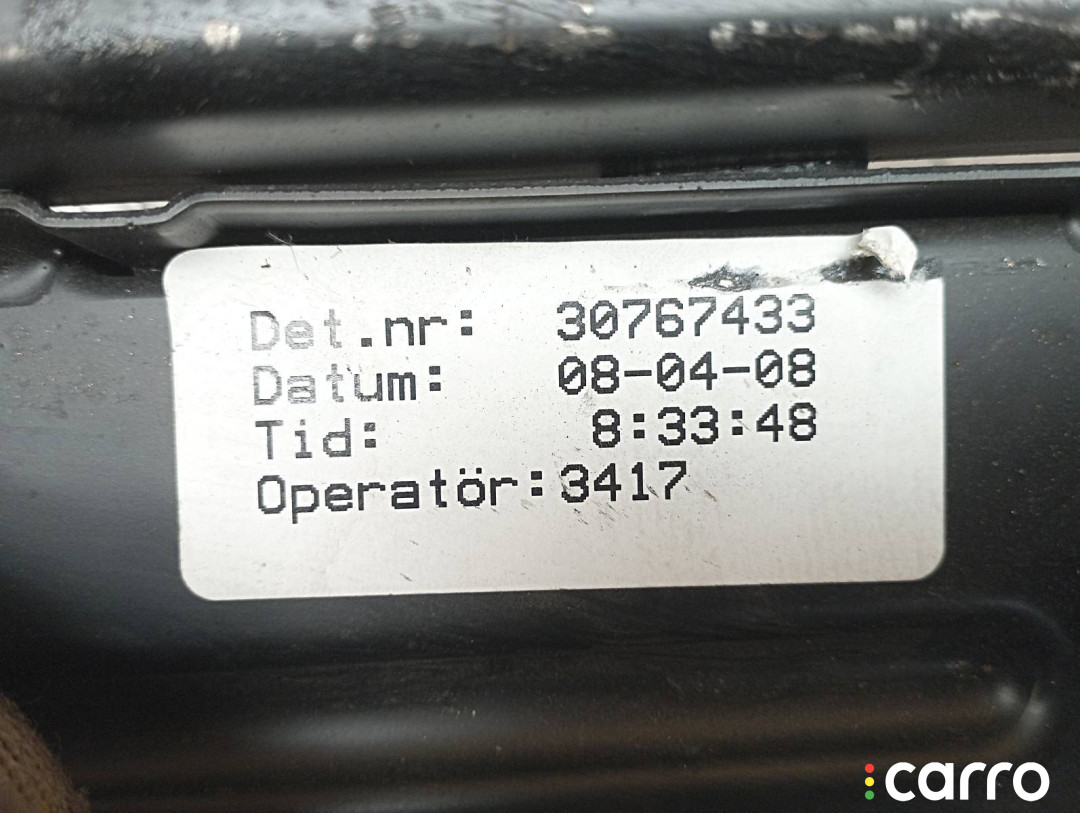 Det.nr: 30767433
Datum: 08-04-08
Tid: 8:33:48
Operatör:3417
carro